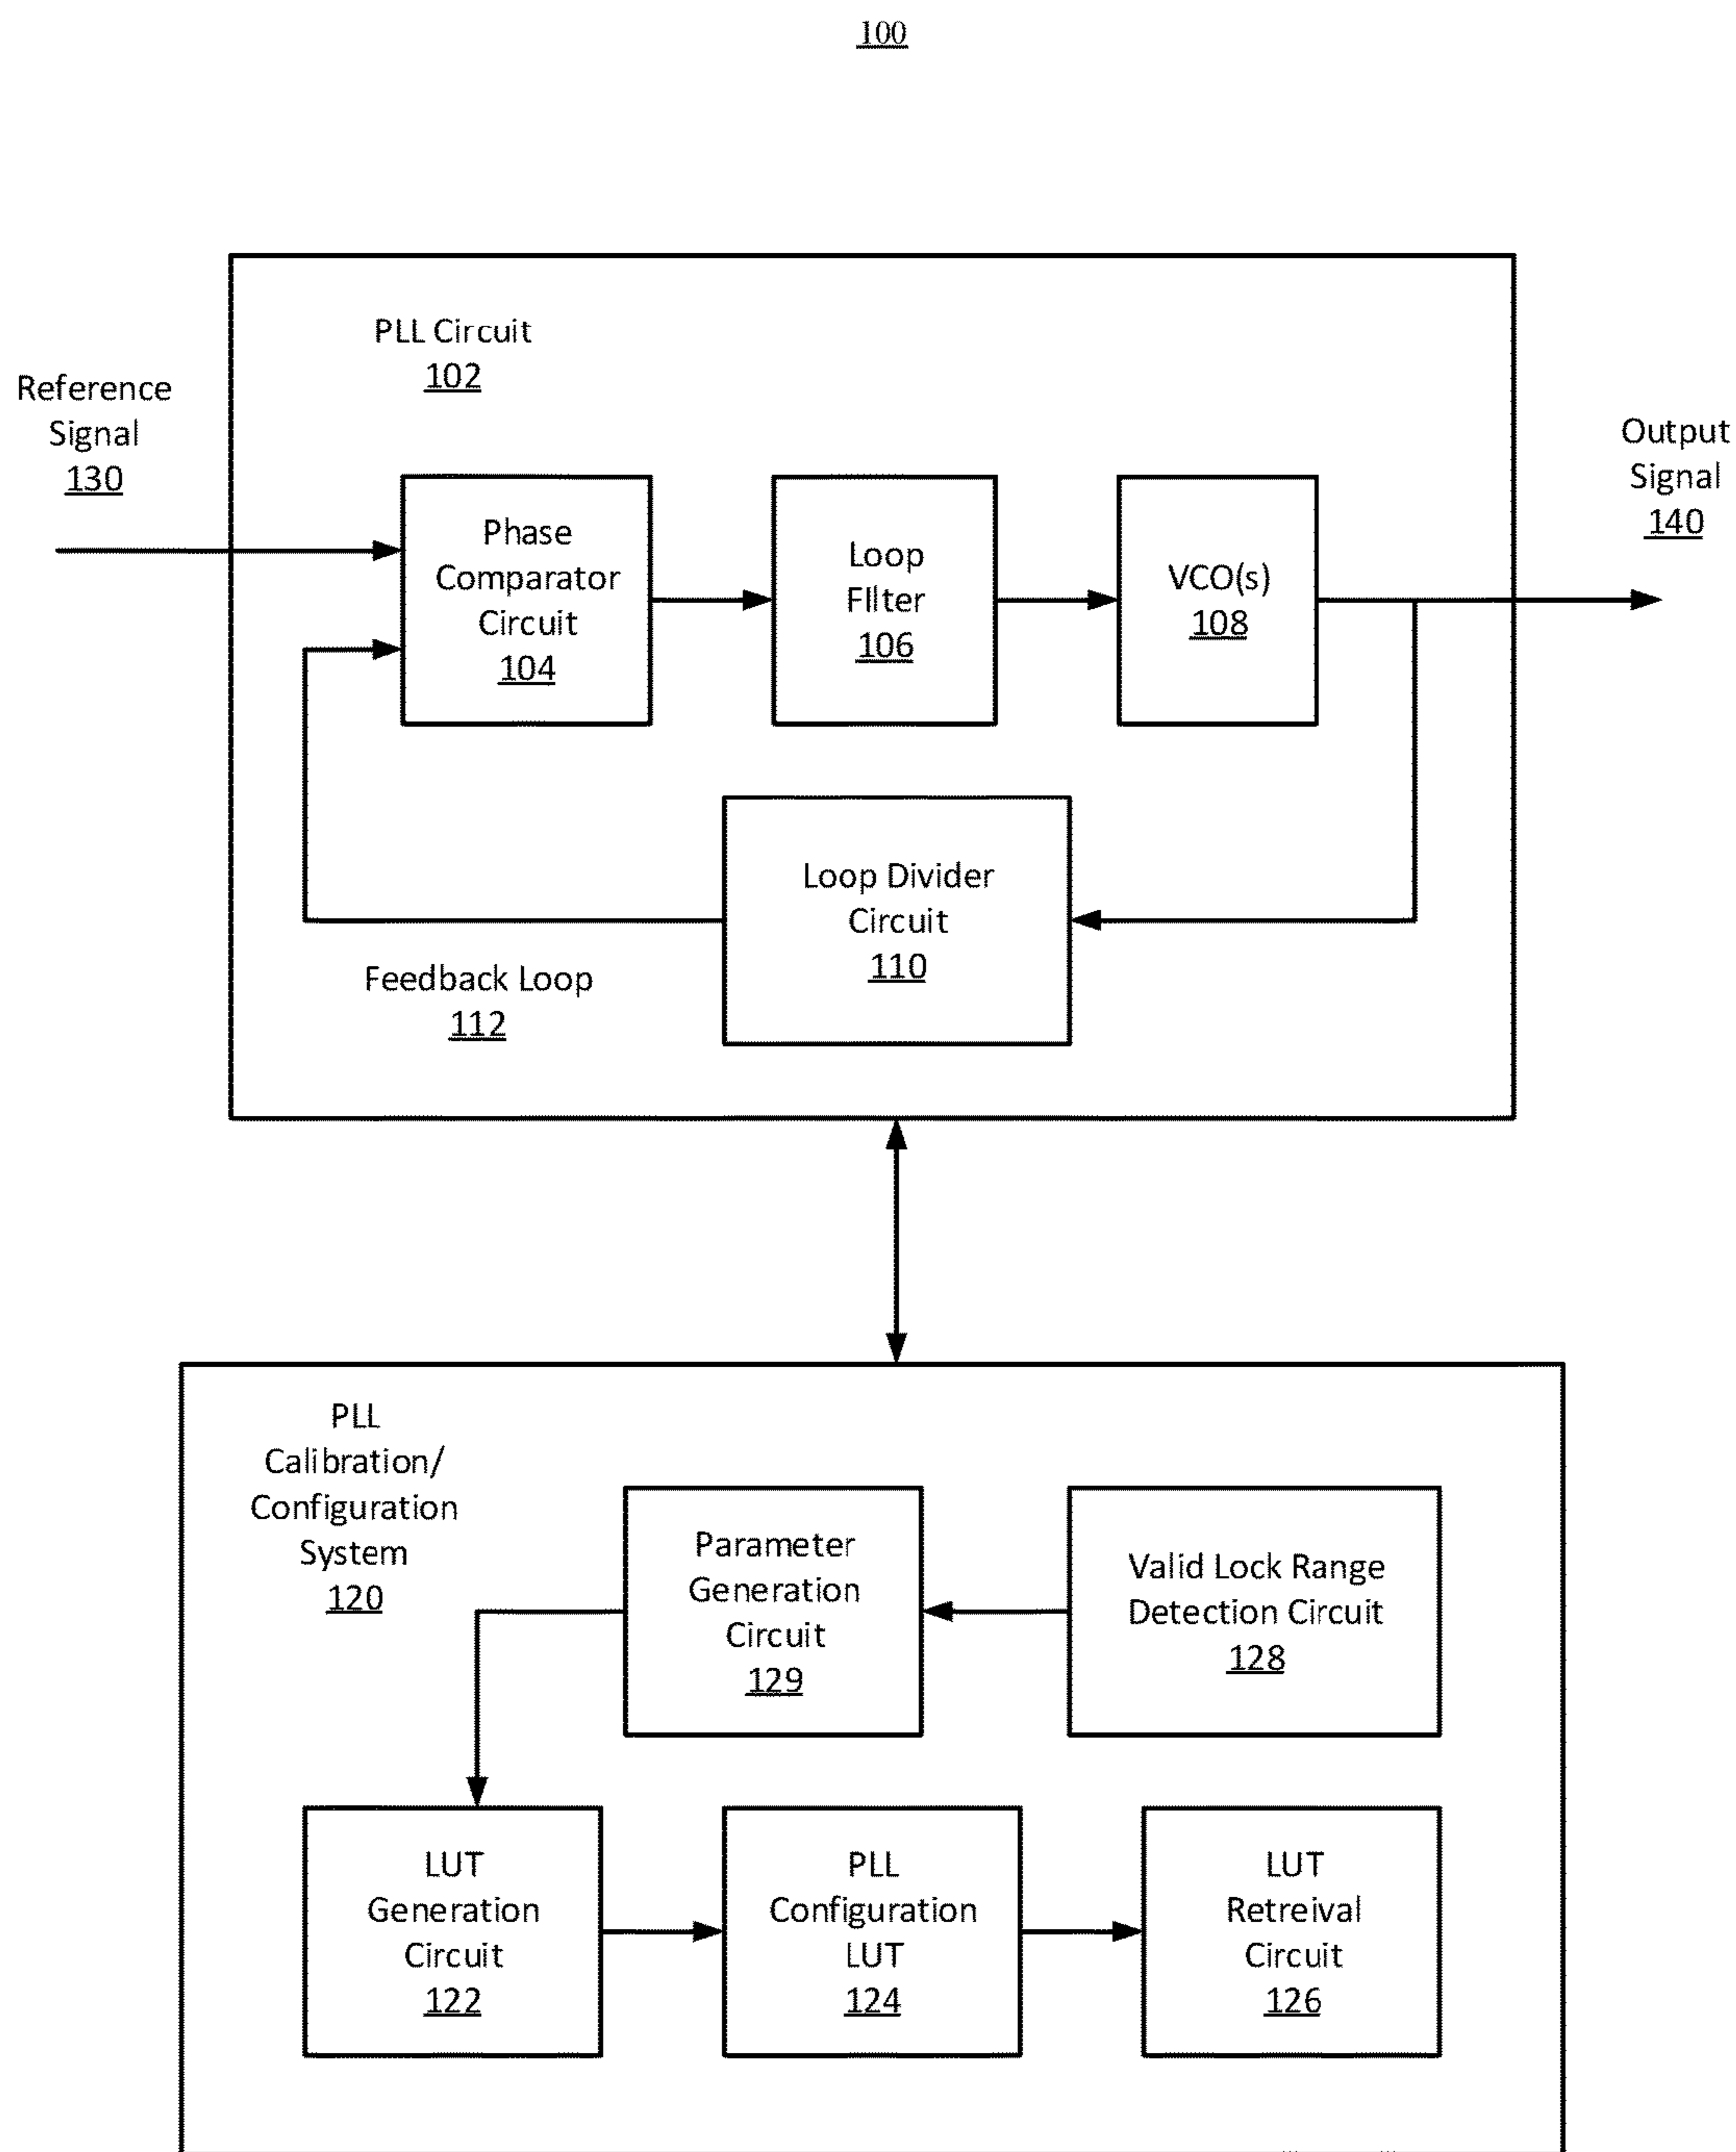 100
PLL Circuit
102
Reference
Signal
130
Output
Signal
140
Phase
Comparator
Circuit
104
Loop
FIlter
106
VCO(s)
108
Loop Divider
Circuit
110
Feedback Loop
112
PLL
Calibration/
Configuration
System
120
Parameter
Generation
Circuit
129
Valid Lock Range
Detection Circuit
128
LUT
Generation
Circuit
122
PLL
Configuration
LUT
124
LUT
Retreival
Circuit
126